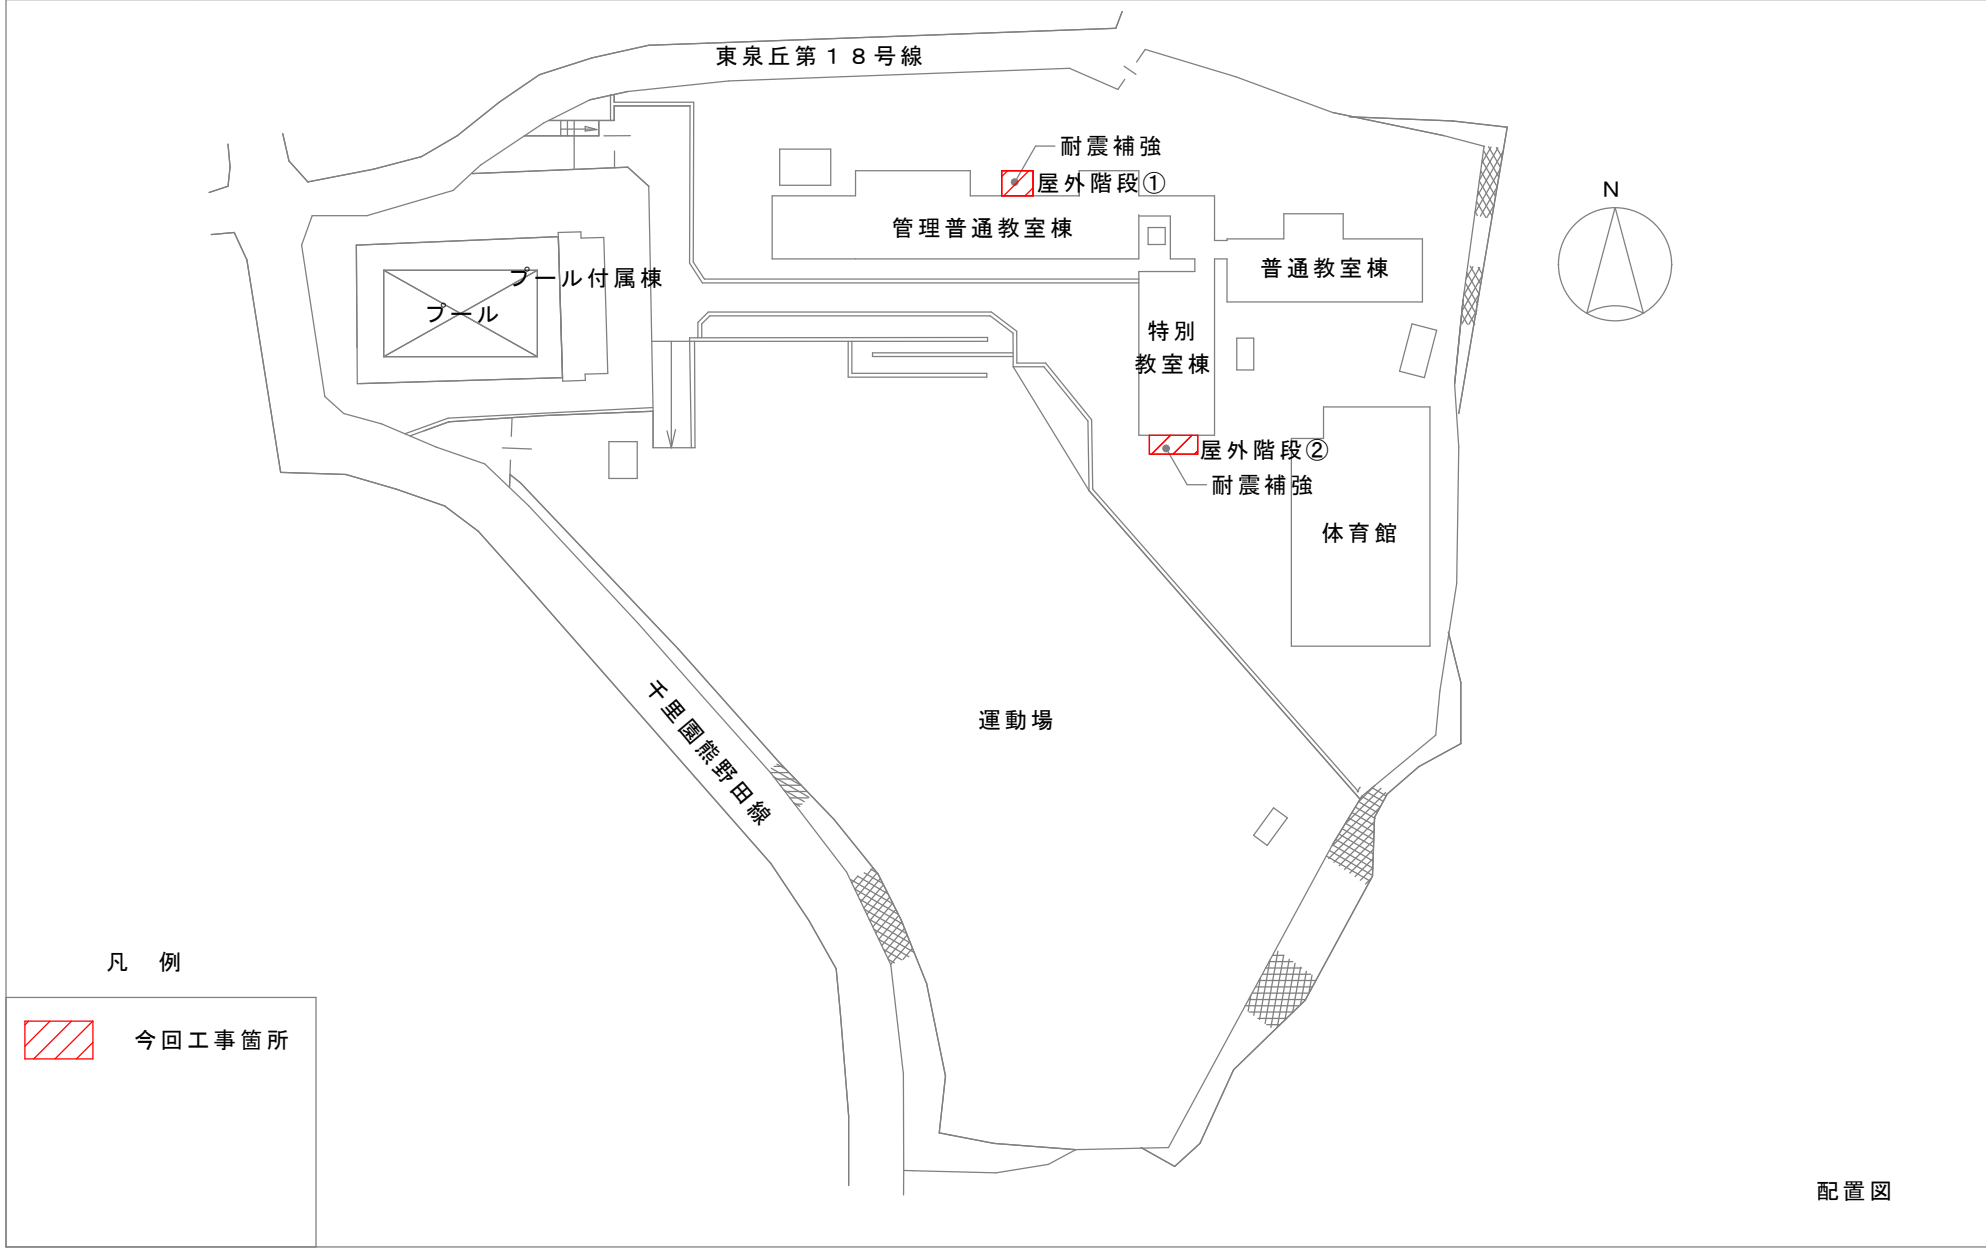 東泉丘第１８号線
耐震補強
屋外階段①
N
管理普通教室棟
普通教室棟
プール付属棟
プール
特別
教室棟
屋外階段②
耐震補強
体育館
運動場
千里園熊野田線
凡　例
今回工事箇所
配置図